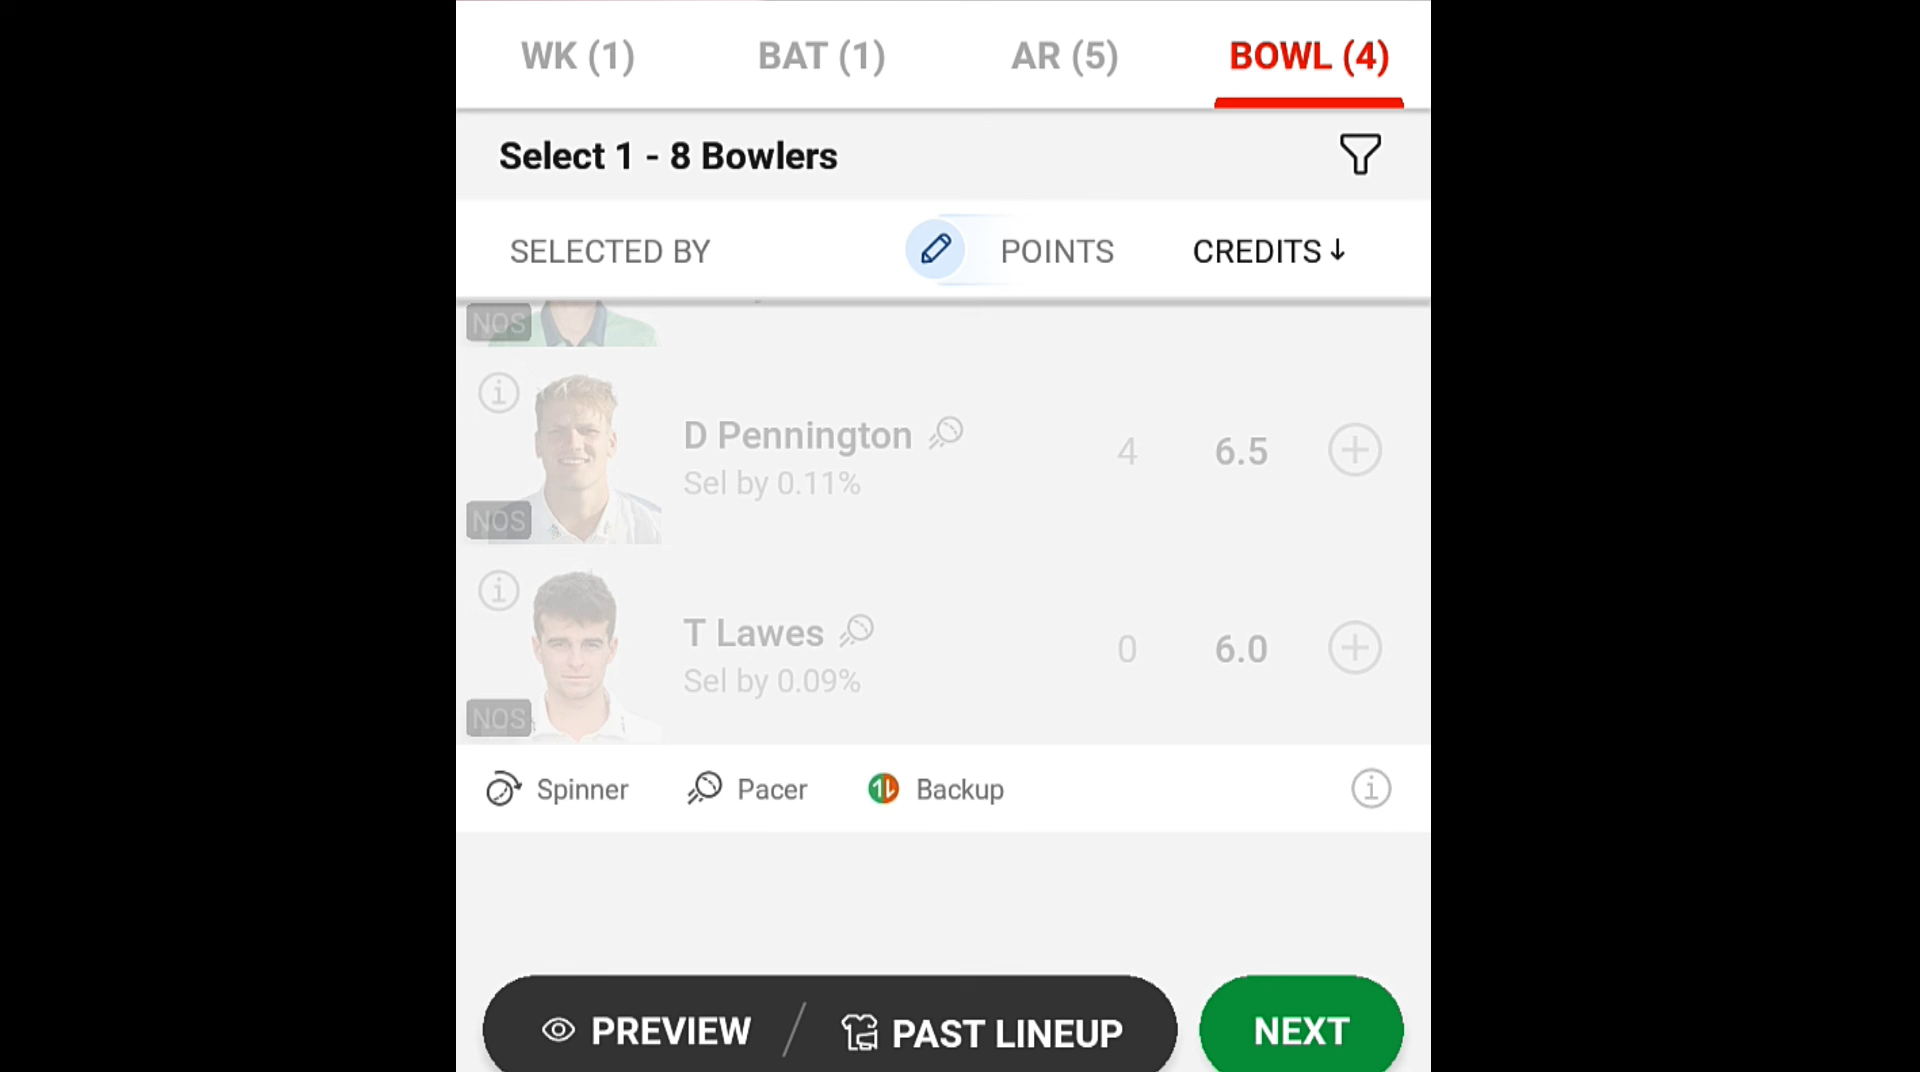 WK (1) BAT (1) AR (5) BOWL (4)
Select 1 - 8 Bowlers
SELECTED BY POINTS CREDITS↓
NOS
D Pennington
4 6.5
Sel by 0.11%
NOS
T Lawes
0 6.0
Sel by 0.09%
NOS
Spinner Pacer Backup
PREVIEW / PAST LINEUP NEXT